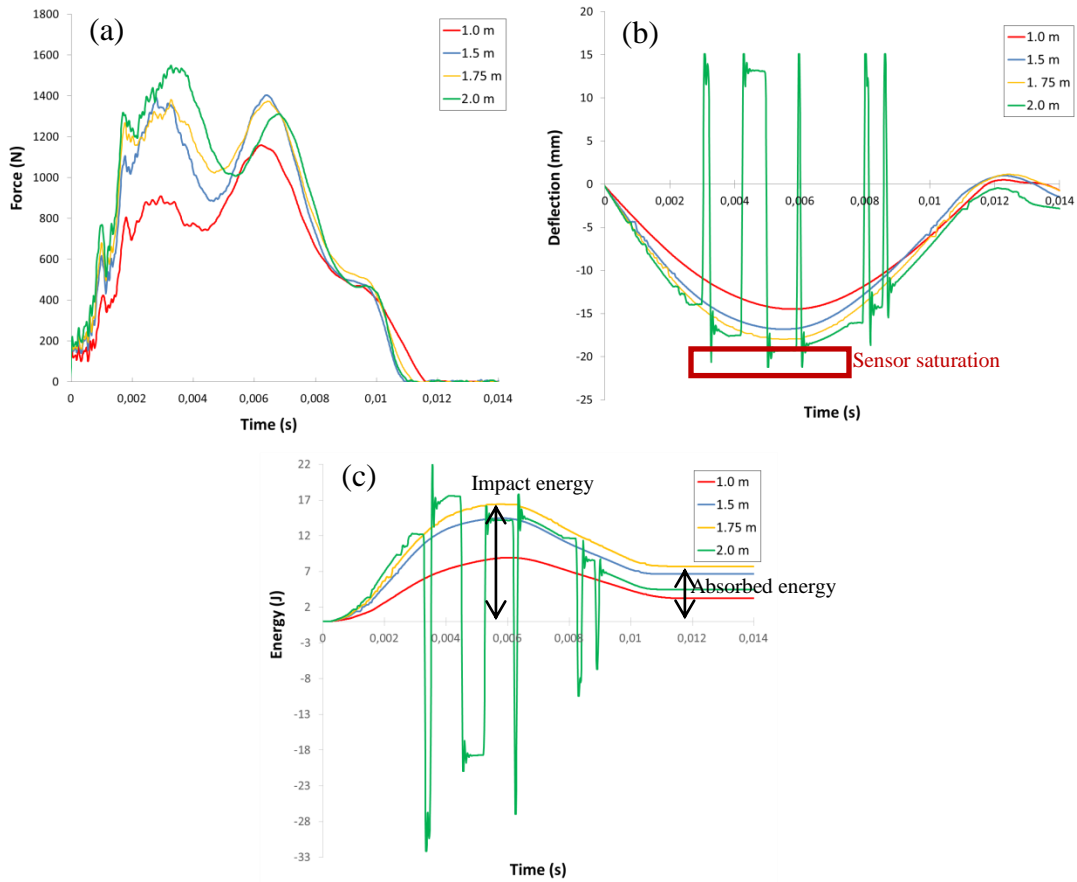 (a)
1800
1600
1400
1200
1000
800
600
400
200
0
Force (N)
0 0,002 0,004 0,006 0,008 0,01 0,012 0,014
Time (s)
1.0 m
1.5 m
1.75 m
2.0 m
(b)
20
15
10
5
0
-5
-10
-15
-20
-25
Deflection (mm)
0 0,002 0,004 0,006 0,008 0,01 0,012 0,014
Time (s)
1.0 m
1.5 m
1. 75 m
2.0 m
Sensor saturation
(c)
22
17
12
7
2
-3
-8
-13
-18
-23
-28
-33
Energy (J)
0 0,002 0,004 0,006 0,008 0,01 0,012 0,014
Time (s)
Impact energy
1.0 m
1.5 m
1.75 m
2.0 m
Absorbed energy